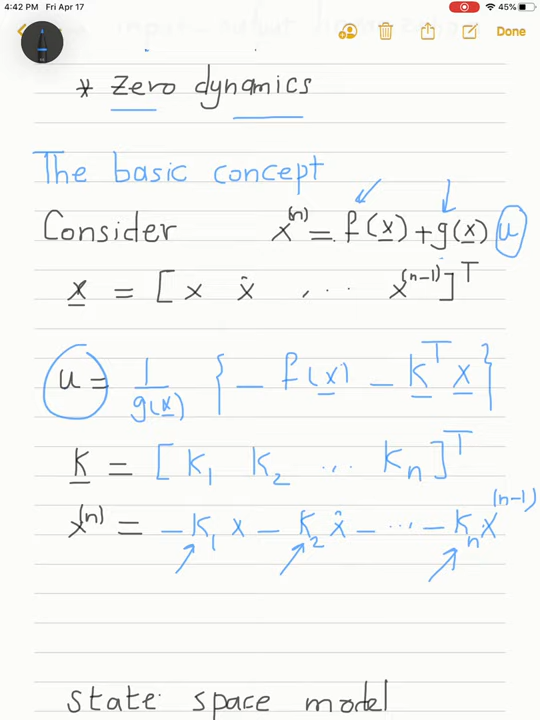 4:42 PM Fri Apr 17 45%
Done
* Zero dynamics
The basic concept
Consider x^(n) = f(x) + g(x) u
x = [x ẋ ... x^(n-1)]^T
u = 1/g(x) { - f(x) - k^T x }
k = [k₁ k₂ ... kₙ]^T
x^(n) = - k₁ x - k₂ ẋ - ... - kₙ x^(n-1)
state space model